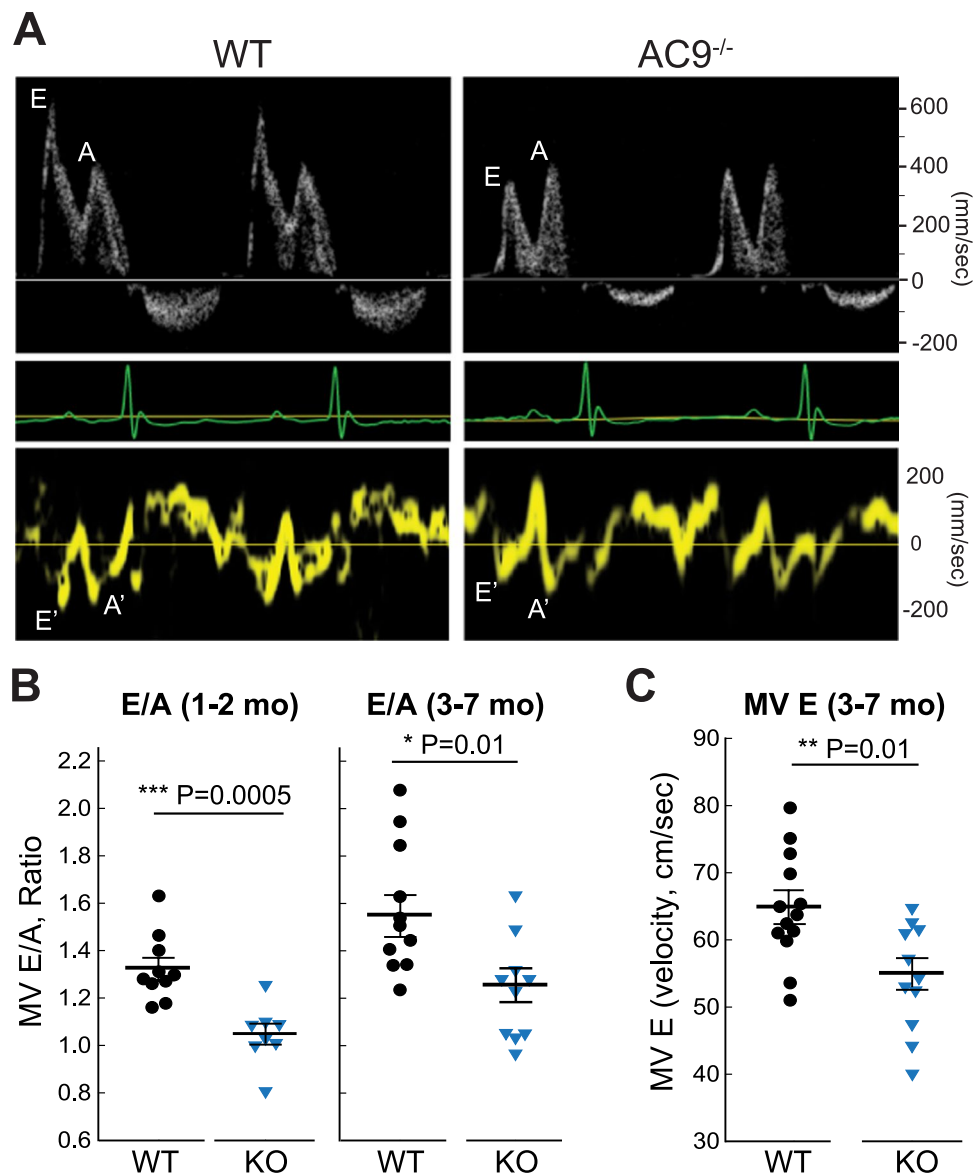 A
WT
AC9-/-
E
A
E
A
600
400
200
0
-200
(mm/sec)
E'
A'
E'
A'
200
0
-200
(mm/sec)
B
E/A (1-2 mo)
E/A (3-7 mo)
MV E/A, Ratio
2.2
2.0
1.8
1.6
1.4
1.2
1.0
0.8
0.6
*** P=0.0005
* P=0.01
WT
KO
WT
KO
C
MV E (3-7 mo)
MV E (velocity, cm/sec)
90
80
70
60
50
40
30
** P=0.01
WT
KO